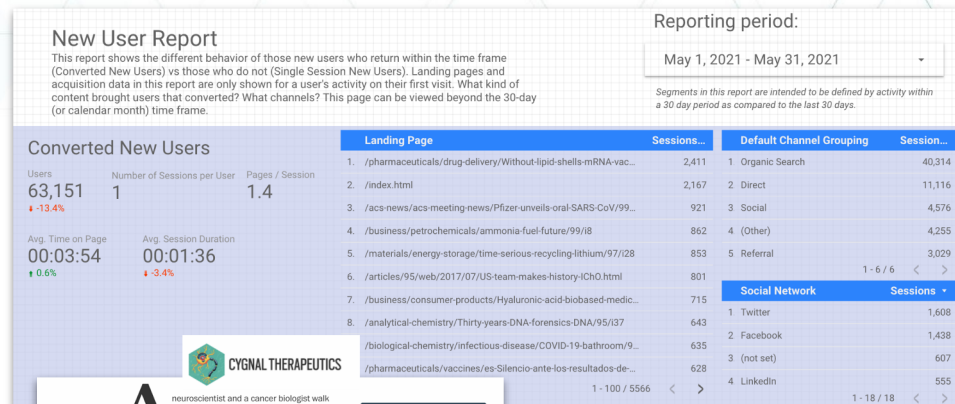 New User Report
This report shows the different behavior of those new users who return within the time frame
(Converted New Users) vs those who do not (Single Session New Users). Landing pages and
acquisition data in this report are only shown for a user's activity on their first visit. What kind of
content brought users that converted? What channels? This page can be viewed beyond the 30-day
(or calendar month) time frame.
Reporting period:
May 1, 2021 - May 31, 2021
Segments in this report are intended to be defined by activity within
a 30 day period as compared to the last 30 days.
Converted New Users
Users Number of Sessions per User Pages / Session
63,151 1 1.4
-13.4%
Avg. Time on Page Avg. Session Duration
00:03:54 00:01:36
0.6% -3.4%
Landing Page Sessions...
1. /pharmaceuticals/drug-delivery/Without-lipid-shells-mRNA-vac... 2,411
2. /index.html 2,167
3. /acs-news/acs-meeting-news/Pfizer-unveils-oral-SARS-CoV/99... 921
4. /business/petrochemicals/ammonia-fuel-future/99/i8 862
5. /materials/energy-storage/time-serious-recycling-lithium/97/i28 853
6. /articles/95/web/2017/07/US-team-makes-history-IChO.html 801
7. /business/consumer-products/Hyaluronic-acid-biobased-medic... 715
8. /analytical-chemistry/Thirty-years-DNA-forensics-DNA/95/i37 643
/biological-chemistry/infectious-disease/COVID-19-bathroom/9... 635
/pharmaceuticals/vaccines/es-Silencio-ante-los-resultados-de-... 628
1 - 100 / 5566 < >
Default Channel Grouping Session...
1 Organic Search 40,314
2 Direct 11,116
3 Social 4,576
4 (Other) 4,255
5 Referral 3,029
1 - 6 / 6 < >
Social Network Sessions
1 Twitter 1,608
2 Facebook 1,438
3 (not set) 607
4 LinkedIn 555
1 - 18 / 18 < >
CYGNAL THERAPEUTICS
A neuroscientist and a cancer biologist walk